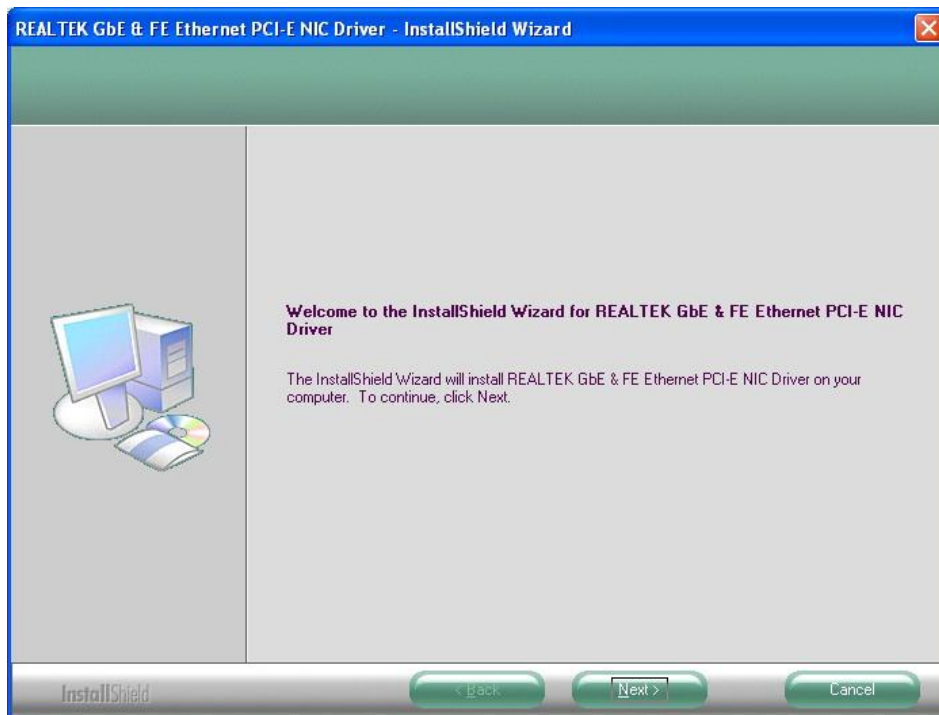 REALTEK GbE & FE Ethernet PCI-E NIC Driver - InstallShield Wizard
Welcome to the InstallShield Wizard for REALTEK GbE & FE Ethernet PCI-E NIC
Driver
The InstallShield Wizard will install REALTEK GbE & FE Ethernet PCI-E NIC Driver on your
computer. To continue, click Next.
InstallShield
< Back
Next >
Cancel